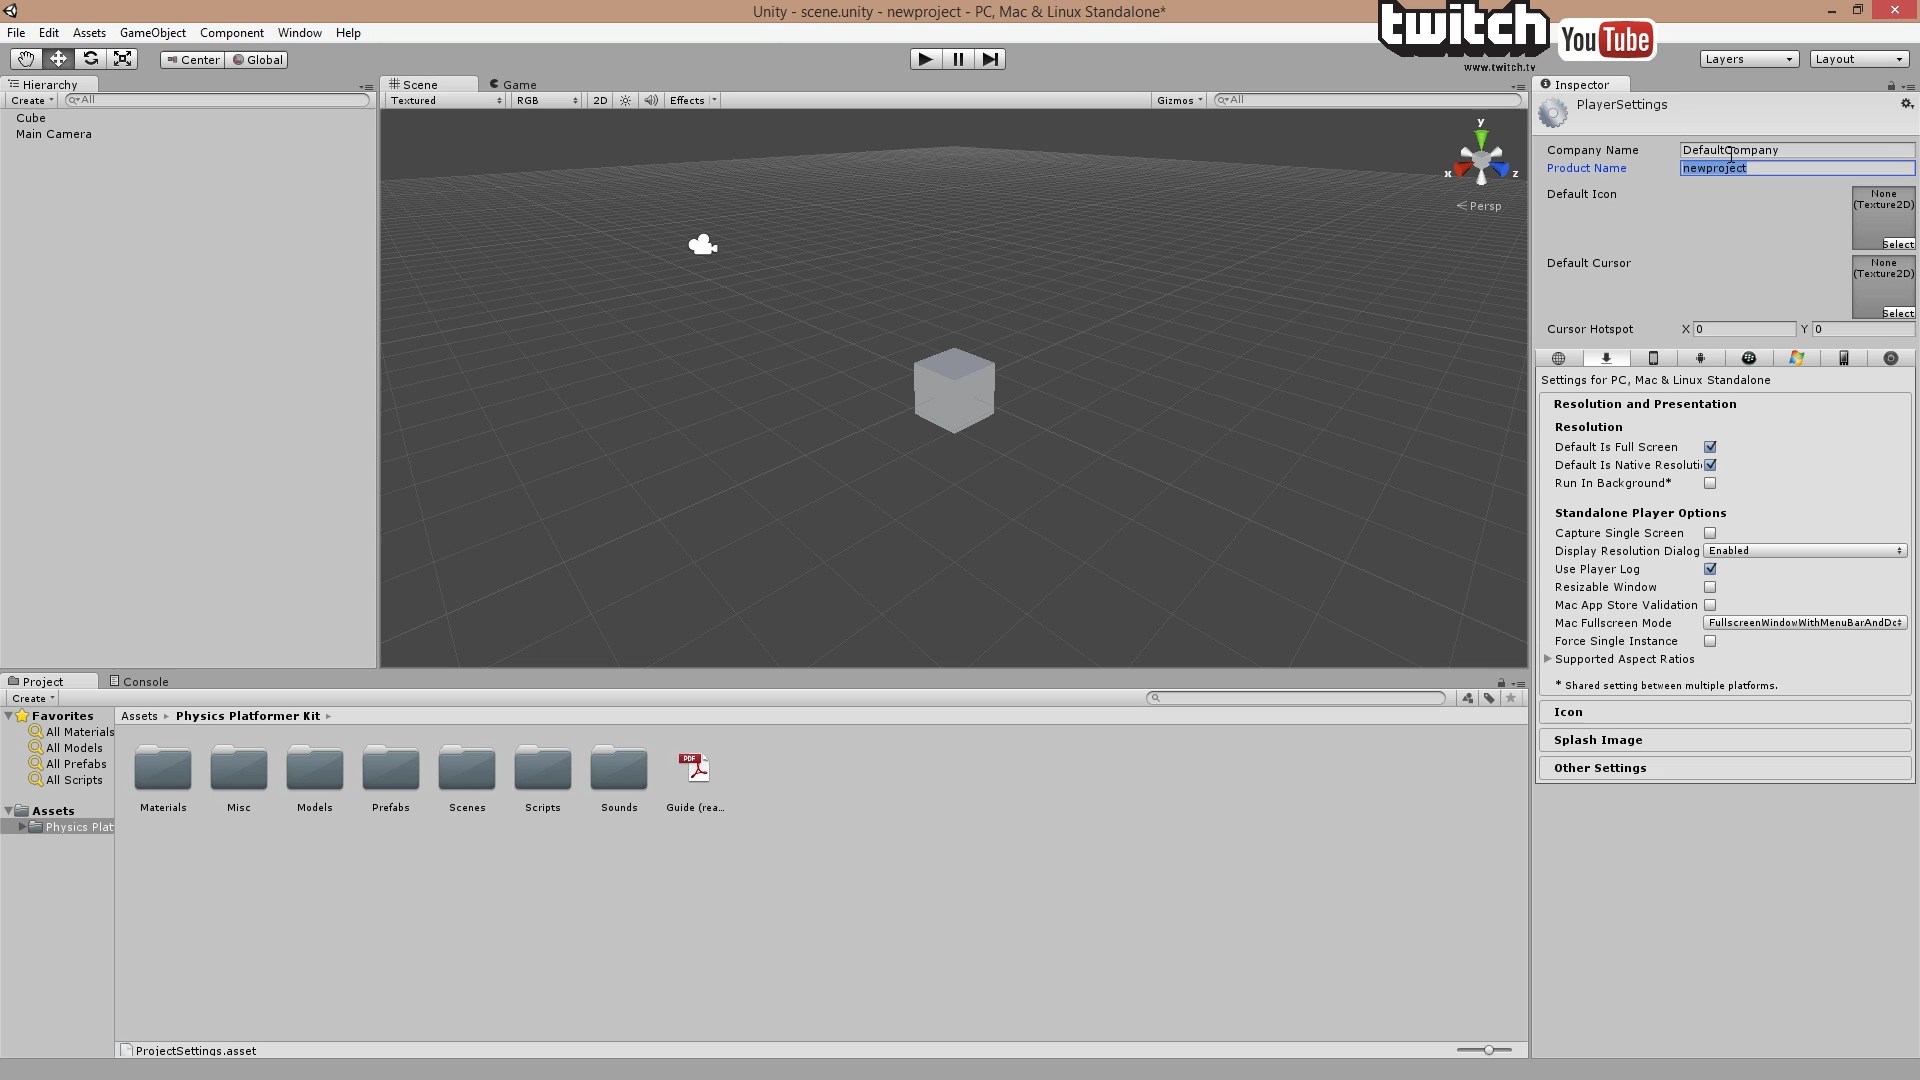 Unity - scene.unity - newproject - PC, Mac & Linux Standalone*
twitch
www.twitch.tv
YouTube
File Edit Assets GameObject Component Window Help
Center Global
Layers Layout
Hierarchy
Create All
Cube
Main Camera
Scene Game
Textured RGB 2D Effects Gizmos All
y
x z
Persp
Inspector
PlayerSettings
Company Name DefaultCompany
Product Name newproject
Default Icon None
(Texture2D)
Select
Default Cursor None
(Texture2D)
Select
Cursor Hotspot X 0 Y 0
Settings for PC, Mac & Linux Standalone
Resolution and Presentation
Resolution
Default Is Full Screen
Default Is Native Resoluti
Run In Background*
Standalone Player Options
Capture Single Screen
Display Resolution Dialog Enabled
Use Player Log
Resizable Window
Mac App Store Validation
Mac Fullscreen Mode FullscreenWindowWithMenuBarAndDo
Force Single Instance
Supported Aspect Ratios
* Shared setting between multiple platforms.
Icon
Splash Image
Other Settings
Project Console
Create
Favorites
All Materials
All Models
All Prefabs
All Scripts
Assets
Physics Plat
Assets Physics Platformer Kit
PDF
Materials Misc Models Prefabs Scenes Scripts Sounds Guide (rea...
ProjectSettings.asset